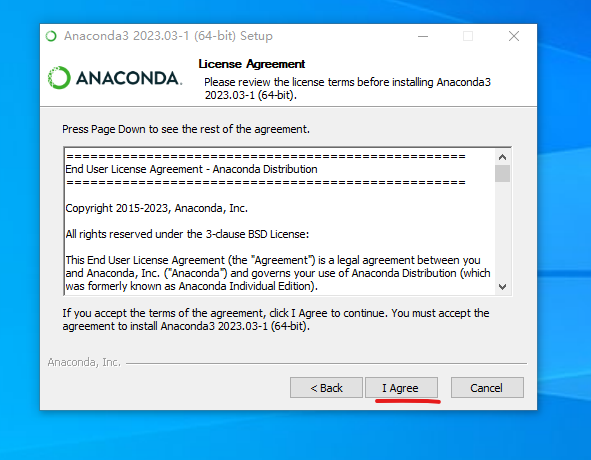 Anaconda3 2023.03-1 (64-bit) Setup
ANACONDA.
License Agreement
Please review the license terms before installing Anaconda3
2023.03-1 (64-bit).
Press Page Down to see the rest of the agreement.
==================================================
End User License Agreement - Anaconda Distribution
==================================================
Copyright 2015-2023, Anaconda, Inc.
All rights reserved under the 3-clause BSD License:
This End User License Agreement (the "Agreement") is a legal agreement between you
and Anaconda, Inc. ("Anaconda") and governs your use of Anaconda Distribution (which
was formerly known as Anaconda Individual Edition).
If you accept the terms of the agreement, click I Agree to continue. You must accept the
agreement to install Anaconda3 2023.03-1 (64-bit).
Anaconda, Inc.
< Back
I Agree
Cancel